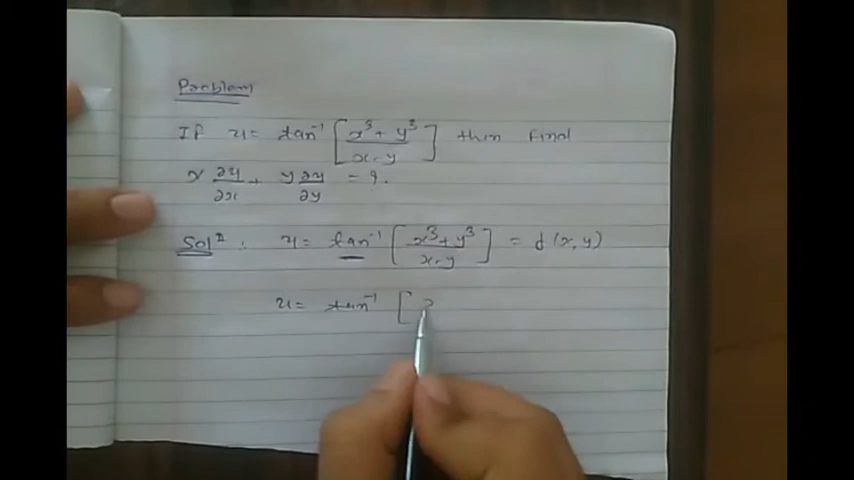 Problem
If u = tan⁻¹ [ (x³ + y³) / (x - y) ] then find
x ∂u/∂x + y ∂u/∂y = ?.
Solⁿ : u = tan⁻¹ [ (x³ + y³) / (x - y) ] = f (x, y)
u = tan⁻¹ [